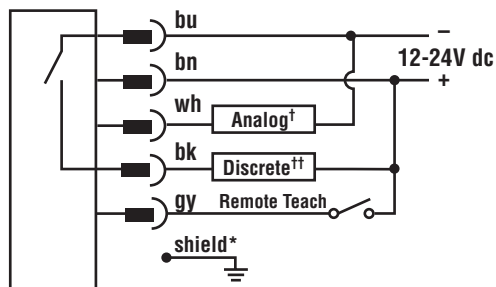 bu
–
12-24V dc
bn
+
wh
Analog†
bk
Discrete††
gy
Remote Teach
shield*